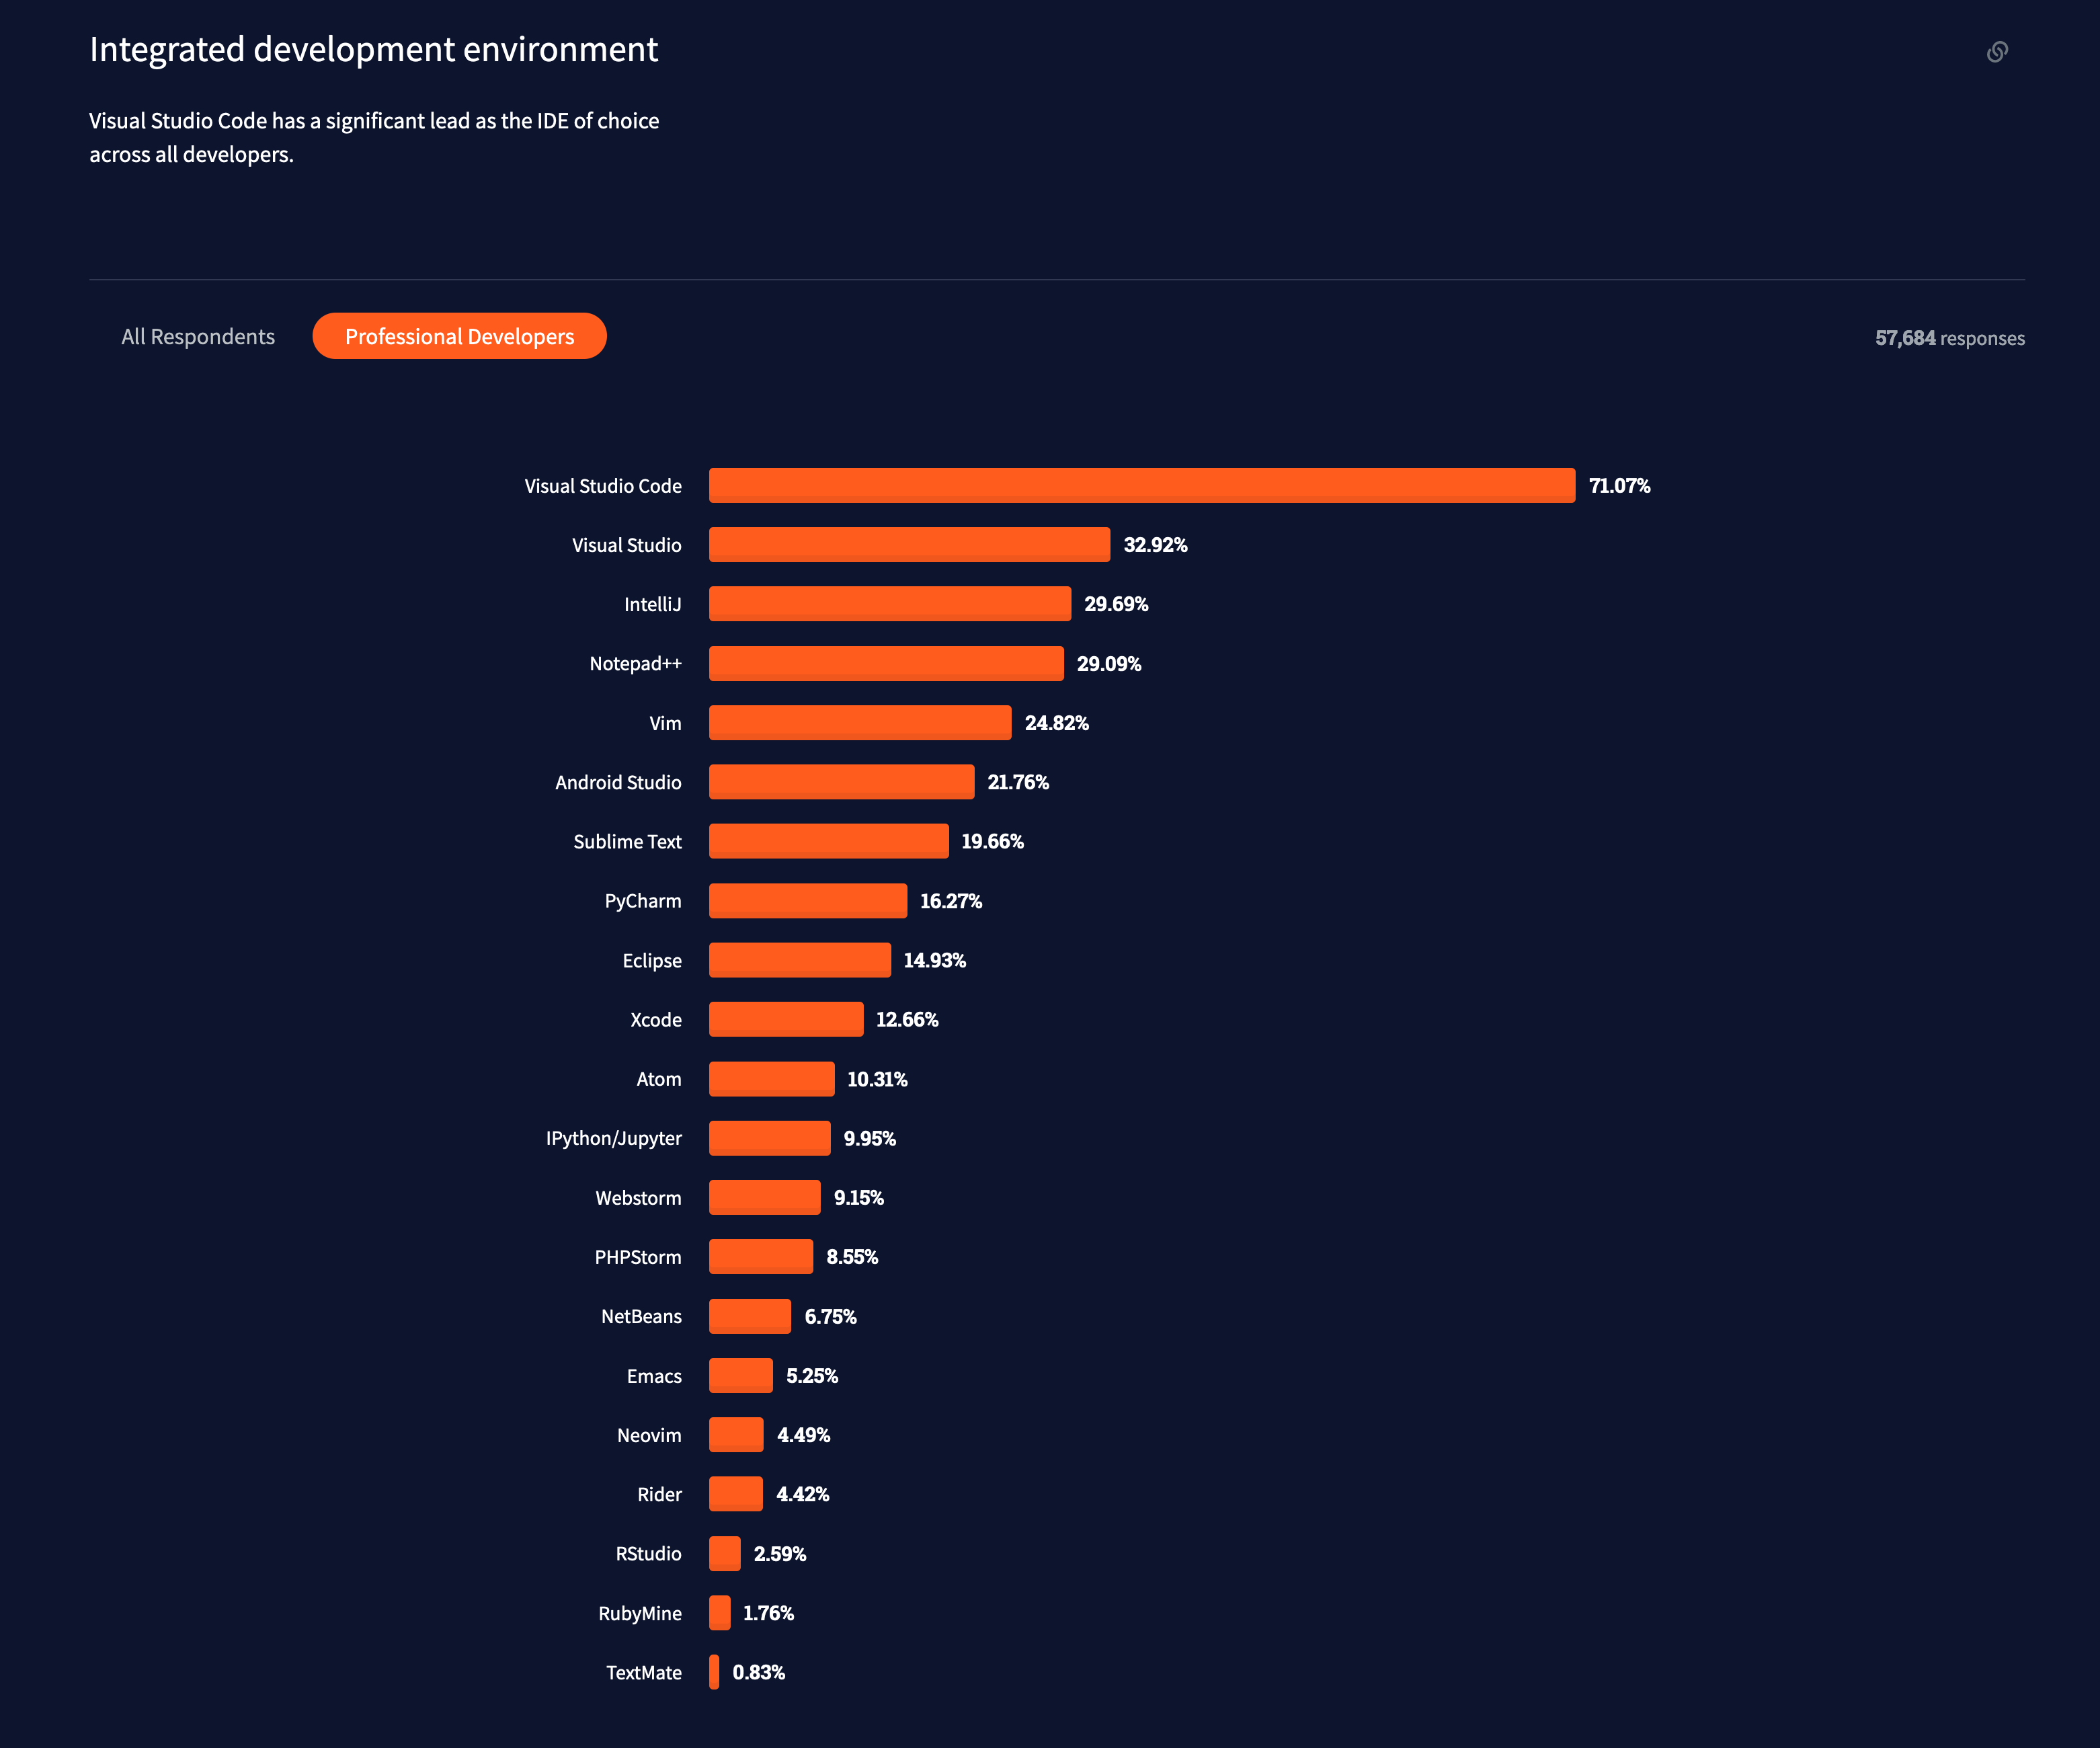 Integrated development environment
Visual Studio Code has a significant lead as the IDE of choice
across all developers.
All Respondents Professional Developers 57,684 responses
Visual Studio Code 71.07%
Visual Studio 32.92%
IntelliJ 29.69%
Notepad++ 29.09%
Vim 24.82%
Android Studio 21.76%
Sublime Text 19.66%
PyCharm 16.27%
Eclipse 14.93%
Xcode 12.66%
Atom 10.31%
IPython/Jupyter 9.95%
Webstorm 9.15%
PHPStorm 8.55%
NetBeans 6.75%
Emacs 5.25%
Neovim 4.49%
Rider 4.42%
RStudio 2.59%
RubyMine 1.76%
TextMate 0.83%